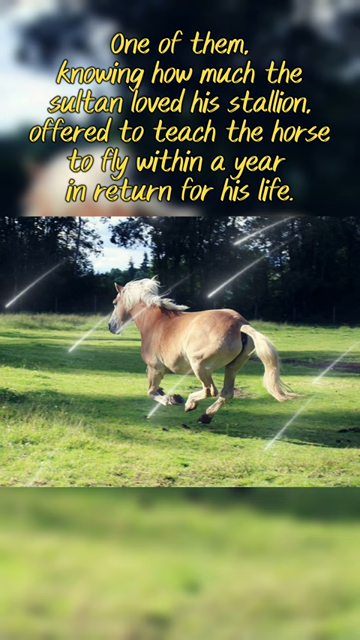 One of them,
knowing how much the
sultan loved his stallion,
offered to teach the horse
to fly within a year
in return for his life.